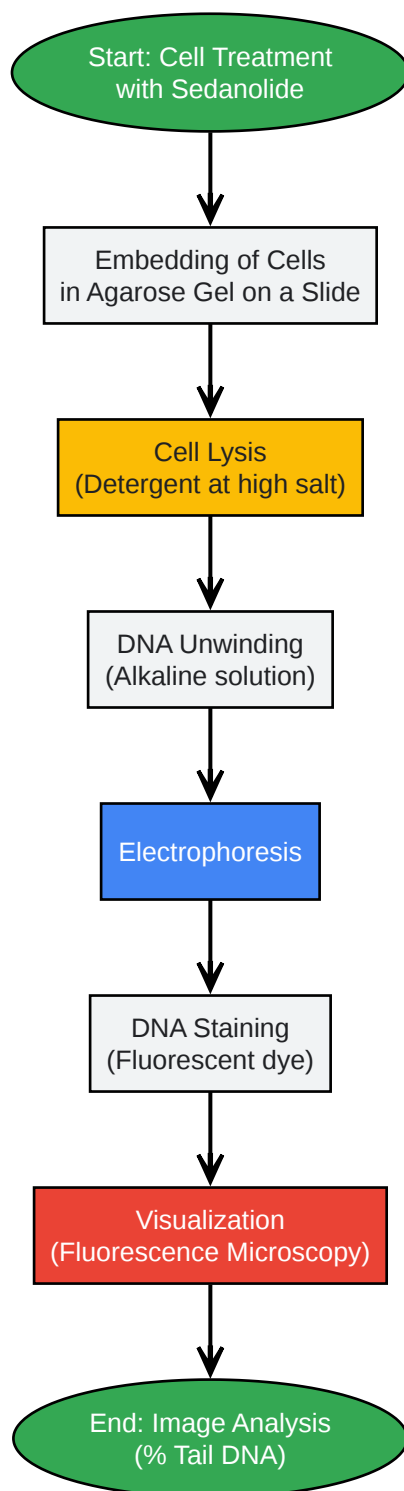 Start: Cell Treatment
with Sedanolide
Embedding of Cells
in Agarose Gel on a Slide
Cell Lysis
(Detergent at high salt)
DNA Unwinding
(Alkaline solution)
Electrophoresis
DNA Staining
(Fluorescent dye)
Visualization
(Fluorescence Microscopy)
End: Image Analysis
(% Tail DNA)